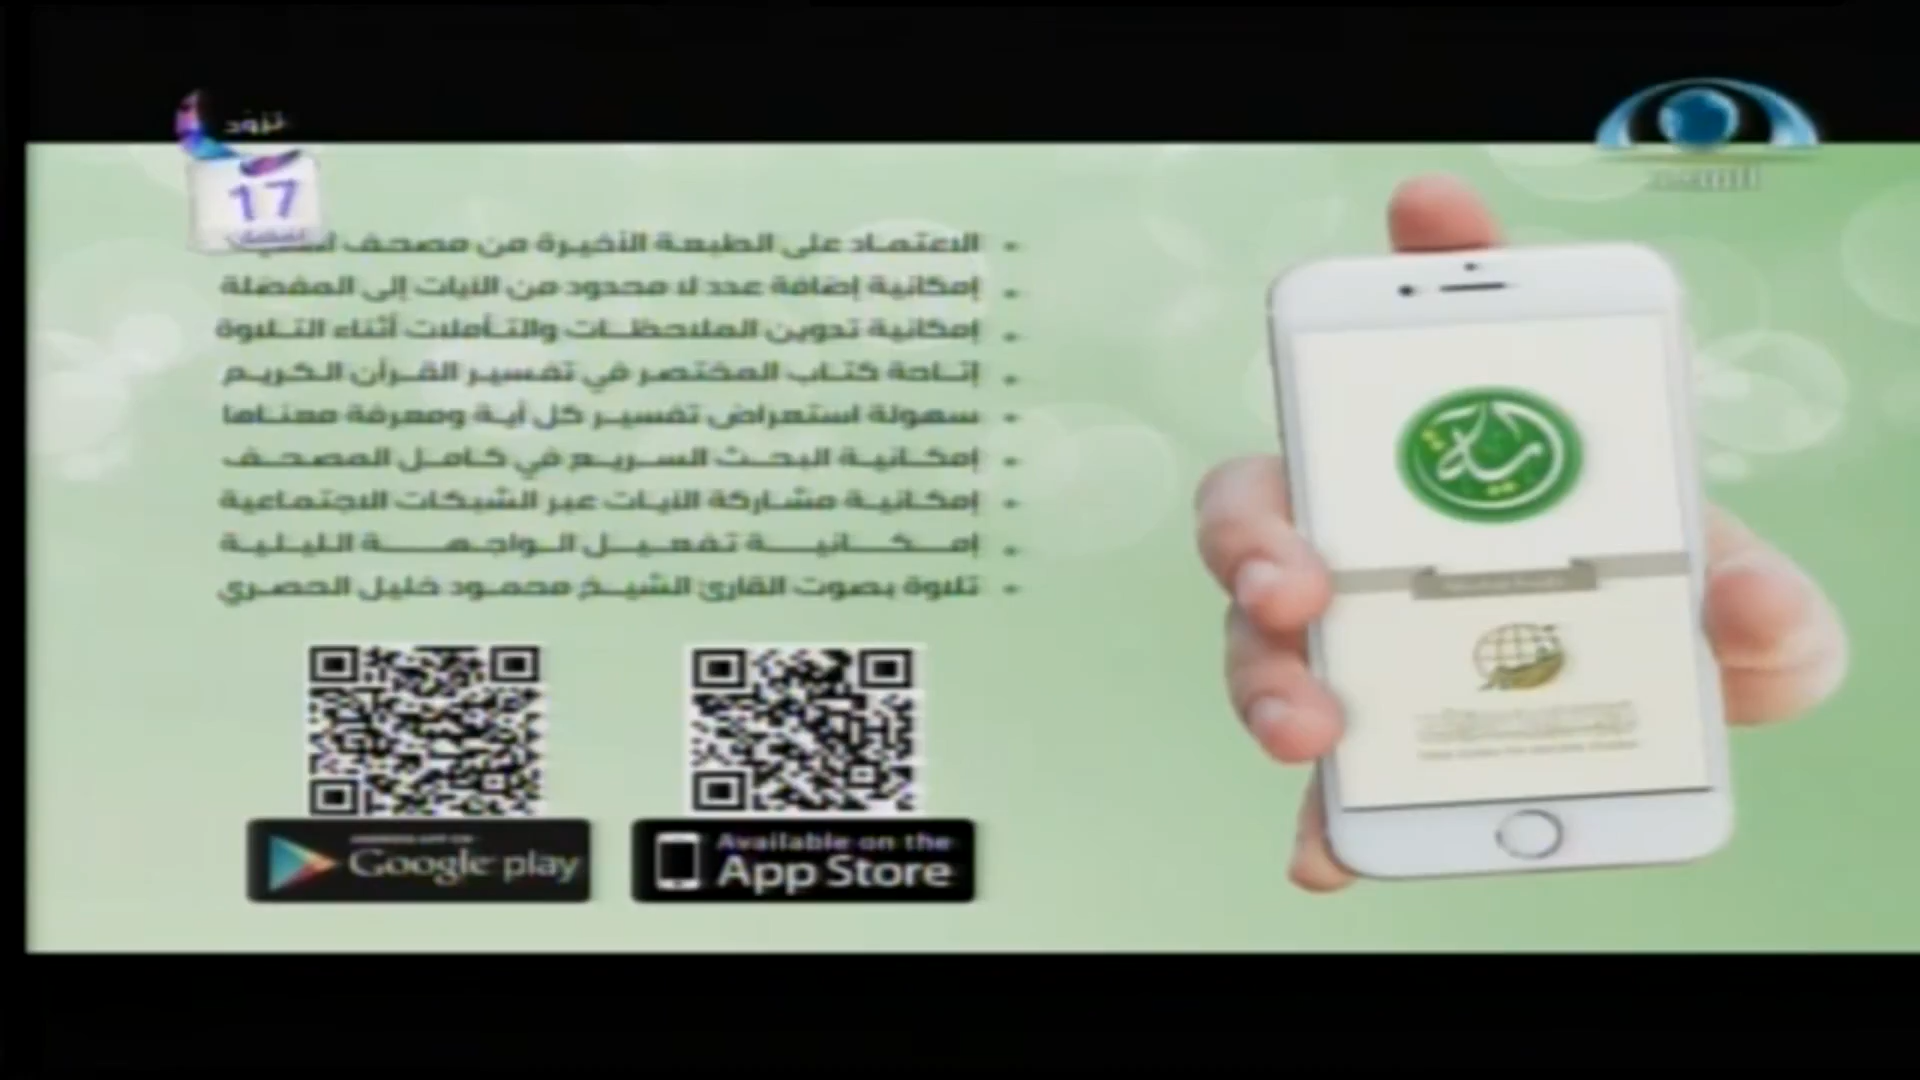 تزود
17
الاعتماد على الطبعة الأخيرة من مصحف
إمكانية إضافة عدد لا محدود من الآيات إلى المفضلة
إمكانية تدوين الملاحظات والتأملات أثناء التلاوة
إتاحة كتاب المختصر في تفسير القرآن الكريم
سهولة استعراض تفسير كل آية ومعرفة معناها
إمكانية البحث السريع في كامل المصحف
إمكانية مشاركة الآيات عبر الشبكات الاجتماعية
إمكانية تفعيل الواجهة الليلية
تلاوة بصوت القارئ الشيخ محمود خليل الحصري
آية
Google play
Available on the
App Store